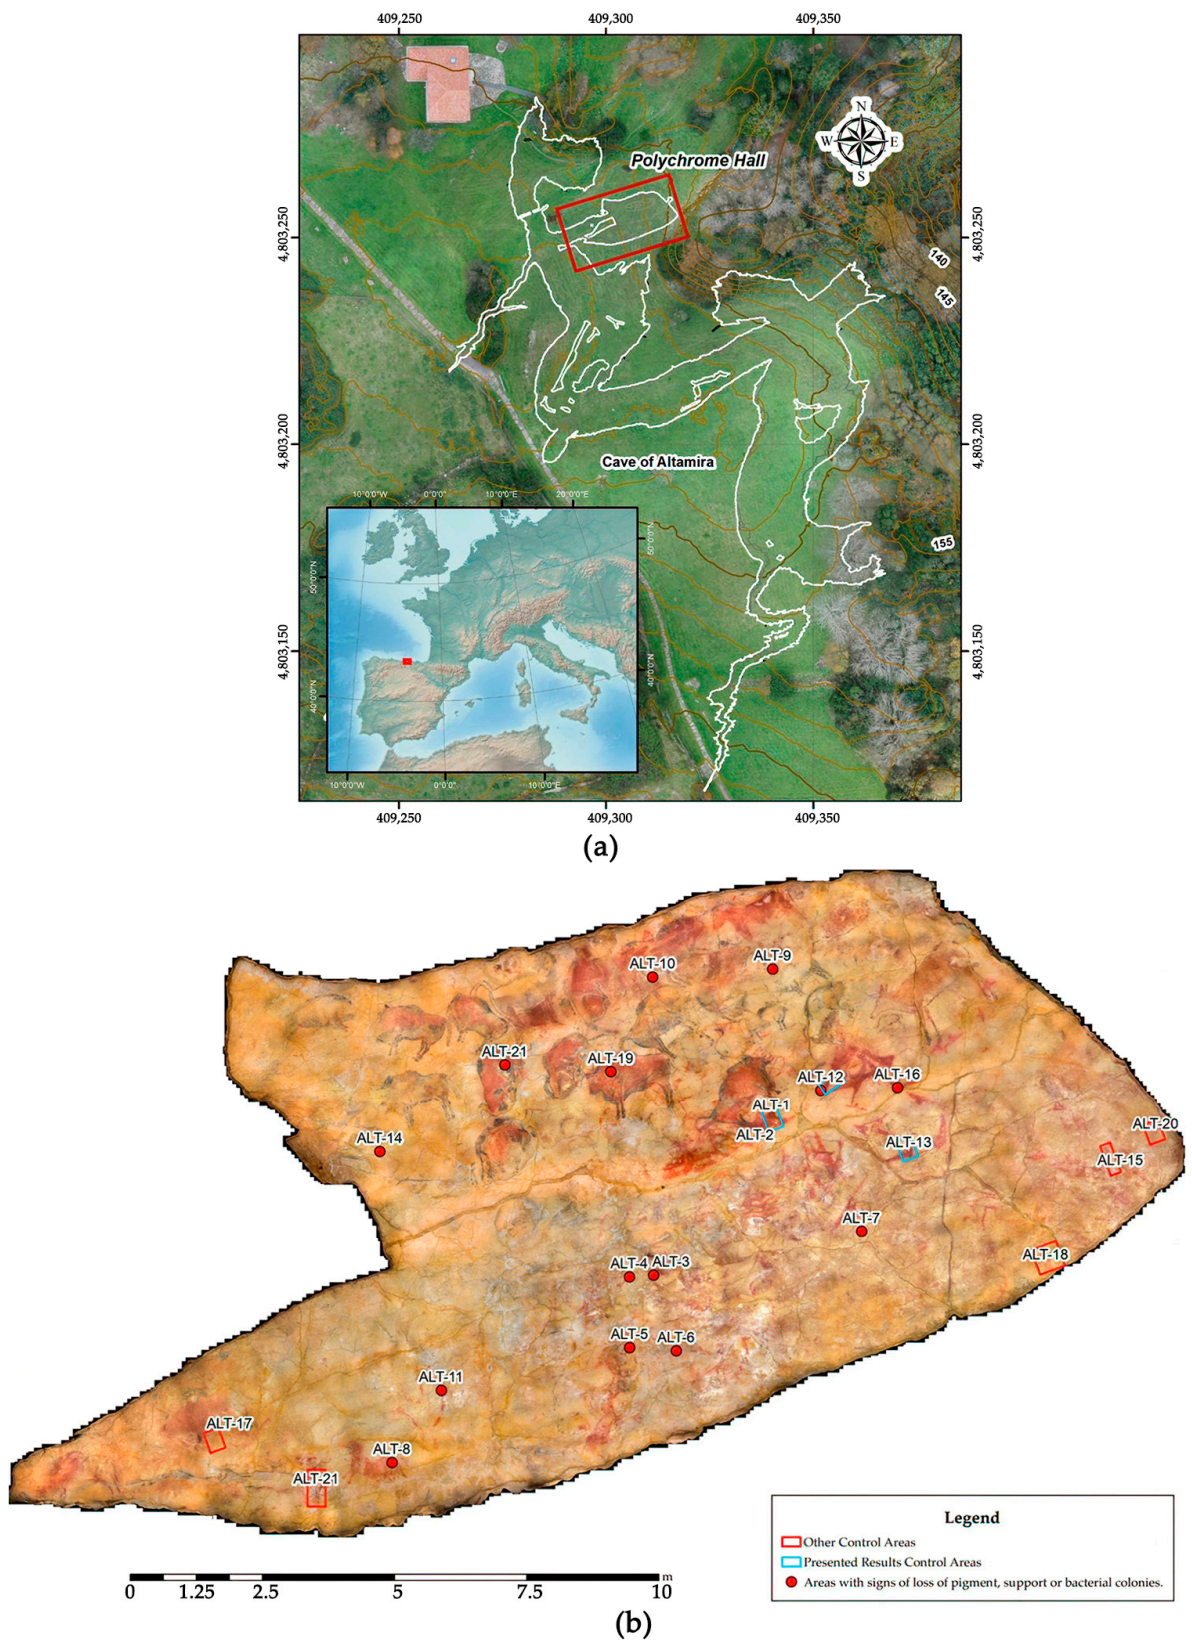 409,250 409,300 409,350
N
W E
S
Polychrome Hall
4,803,250 4,803,250
140
145
4,803,200 4,803,200
Cave of Altamira
10°0'0"W 0°0'0" 10°0'0"E 20°0'0"E
155
50°0'0"N 50°0'0"N
4,803,150 4,803,150
40°0'0"N 40°0'0"N
10°0'0"W 0°0'0" 10°0'0"E
409,250 409,300 409,350
(a)
ALT-10 ALT-9
ALT-21 ALT-19 ALT-12 ALT-16
ALT-1
ALT-2
ALT-14 ALT-13 ALT-20
ALT-15
ALT-7
ALT-4 ALT-3 ALT-18
ALT-5 ALT-6
ALT-11
ALT-17
ALT-8
ALT-21
Legend
Other Control Areas
Presented Results Control Areas
Areas with signs of loss of pigment, support or bacterial colonies.
m
0 1.25 2.5 5 7.5 10
(b)